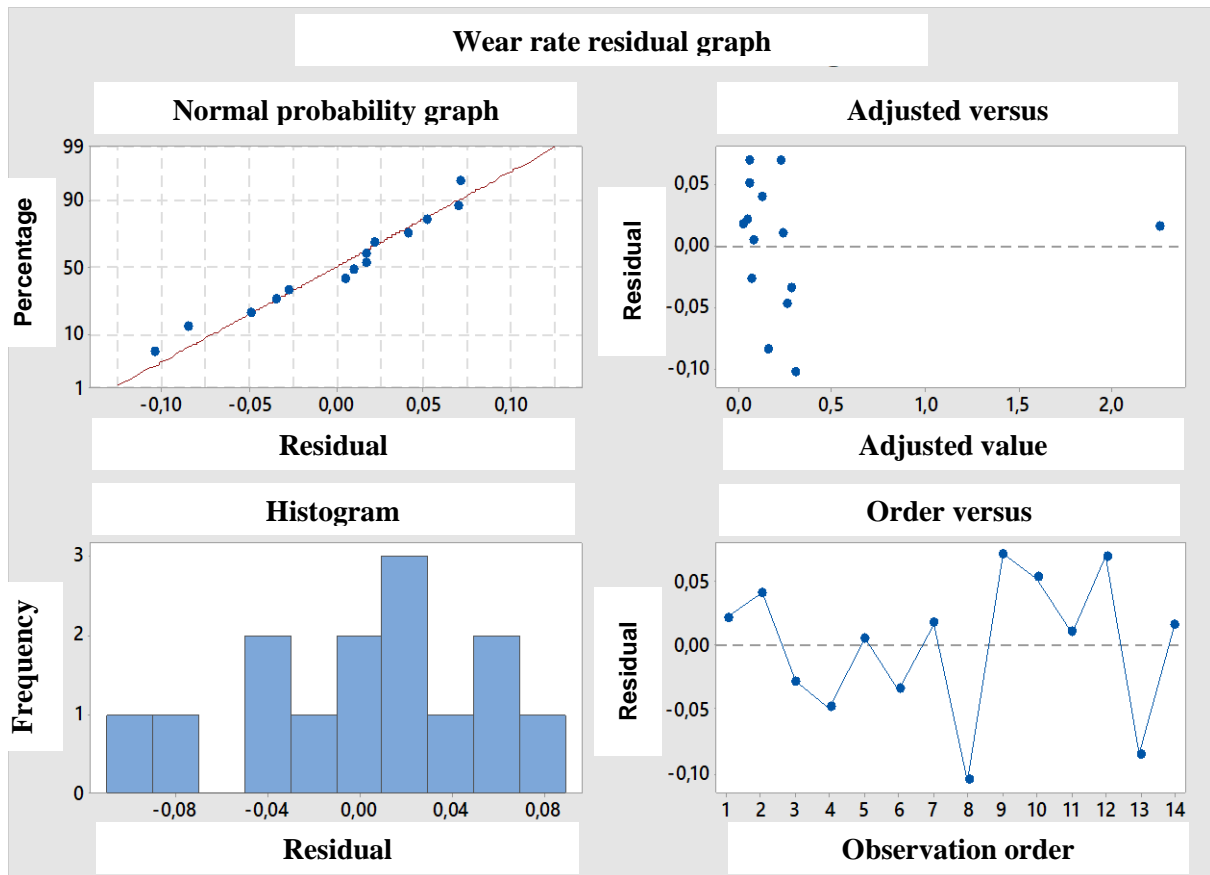 Wear rate residual graph
Normal probability graph
99
90
50
10
1
Percentage
-0,10 -0,05 0,00 0,05 0,10
Residual
Adjusted versus
0,05
0,00
-0,05
-0,10
Residual
0,0 0,5 1,0 1,5 2,0
Adjusted value
Histogram
3
2
1
0
Frequency
-0,08 -0,04 0,00 0,04 0,08
Residual
Order versus
0,05
0,00
-0,05
-0,10
Residual
1 2 3 4 5 6 7 8 9 10 11 12 13 14
Observation order